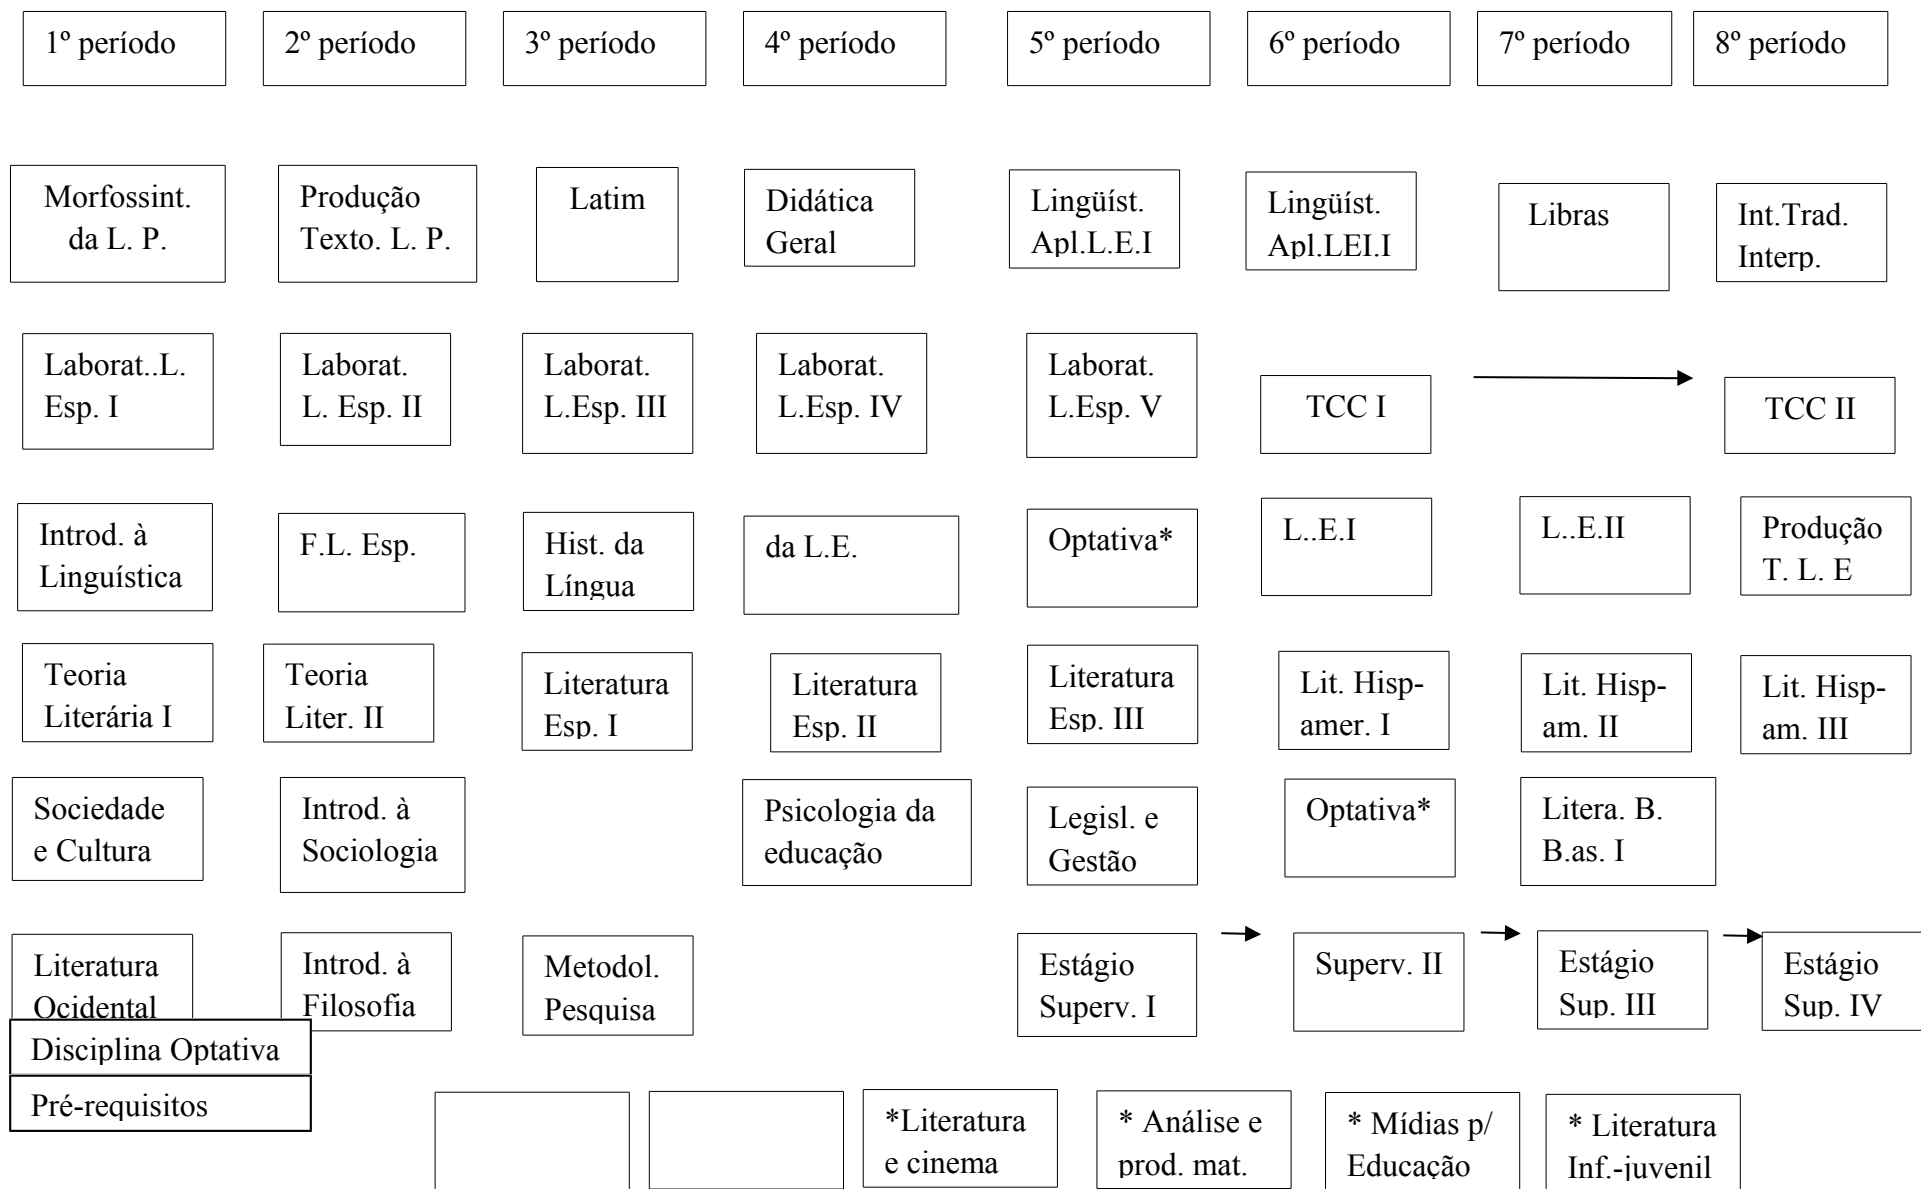 1º período
2º período
3º período
4º período
5º período
6º período
7º período
8º período
Morfossint.
da L. P.
Produção
Texto. L. P.
Latim
Didática
Geral
Lingüíst.
Apl.L.E.I
Lingüíst.
Apl.LEI.I
Libras
Int.Trad.
Interp.
Laborat..L.
Esp. I
Laborat.
L. Esp. II
Laborat.
L.Esp. III
Laborat.
L.Esp. IV
Laborat.
L.Esp. V
TCC I
TCC II
Introd. à
Linguística
F.L. Esp.
Hist. da
Língua
da L.E.
Optativa*
L..E.I
L..E.II
Produção
T. L. E
Teoria
Literária I
Teoria
Liter. II
Literatura
Esp. I
Literatura
Esp. II
Literatura
Esp. III
Lit. Hisp-
amer. I
Lit. Hisp-
am. II
Lit. Hisp-
am. III
Sociedade
e Cultura
Introd. à
Sociologia
Psicologia da
educação
Legisl. e
Gestão
Optativa*
Litera. B.
B.as. I
Literatura
Ocidental
Introd. à
Filosofia
Metodol.
Pesquisa
Estágio
Superv. I
Superv. II
Estágio
Sup. III
Estágio
Sup. IV
Disciplina Optativa
Pré-requisitos
*Literatura
e cinema
* Análise e
prod. mat.
* Mídias p/
Educação
* Literatura
Inf.-juvenil